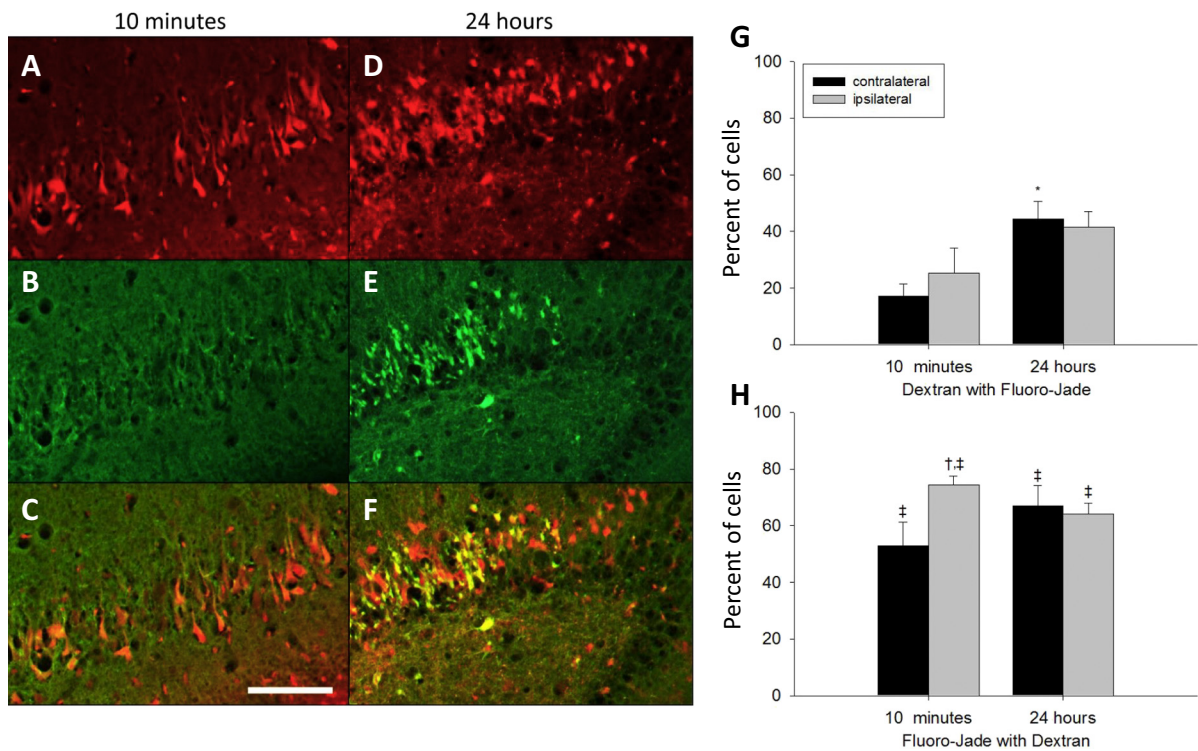 10 minutes
24 hours
A
D
B
E
C
F
G
100
80
60
40
20
0
Percent of cells
contralateral
ipsilateral
*
10 minutes
24 hours
Dextran with Fluoro-Jade
H
100
80
60
40
20
0
Percent of cells
‡
†,‡
‡
‡
10 minutes
24 hours
Fluoro-Jade with Dextran